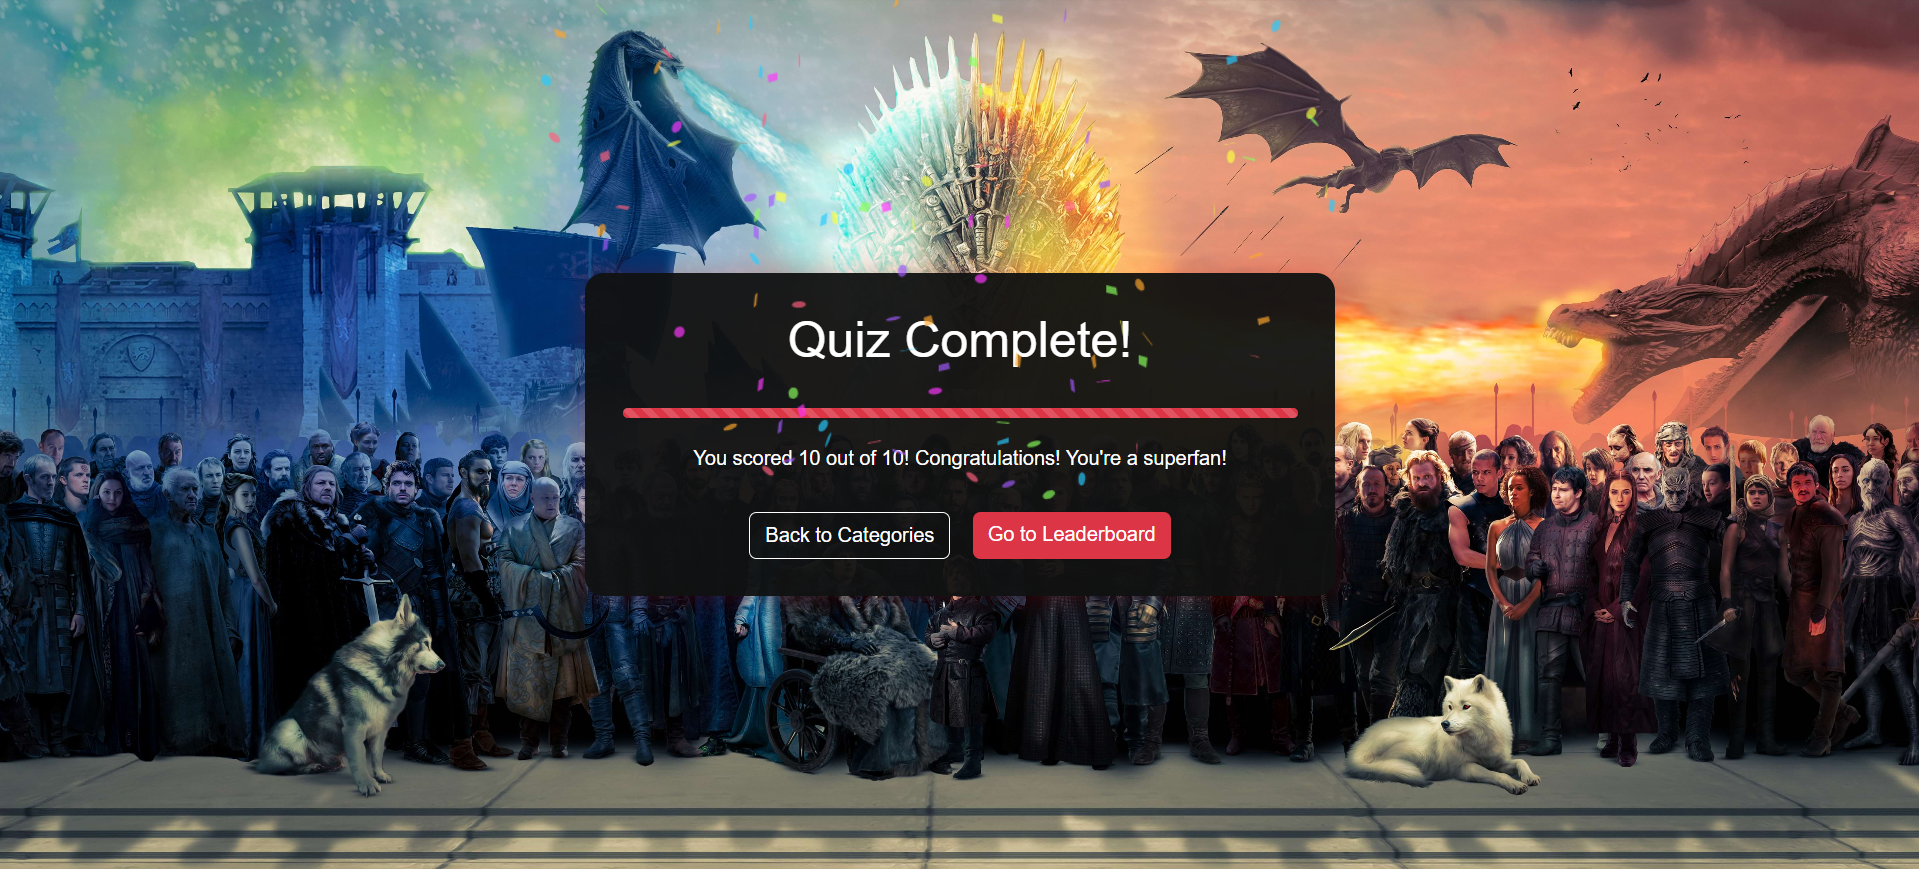 Quiz Complete!
You scored 10 out of 10! Congratulations! You're a superfan!
Back to Categories
Go to Leaderboard